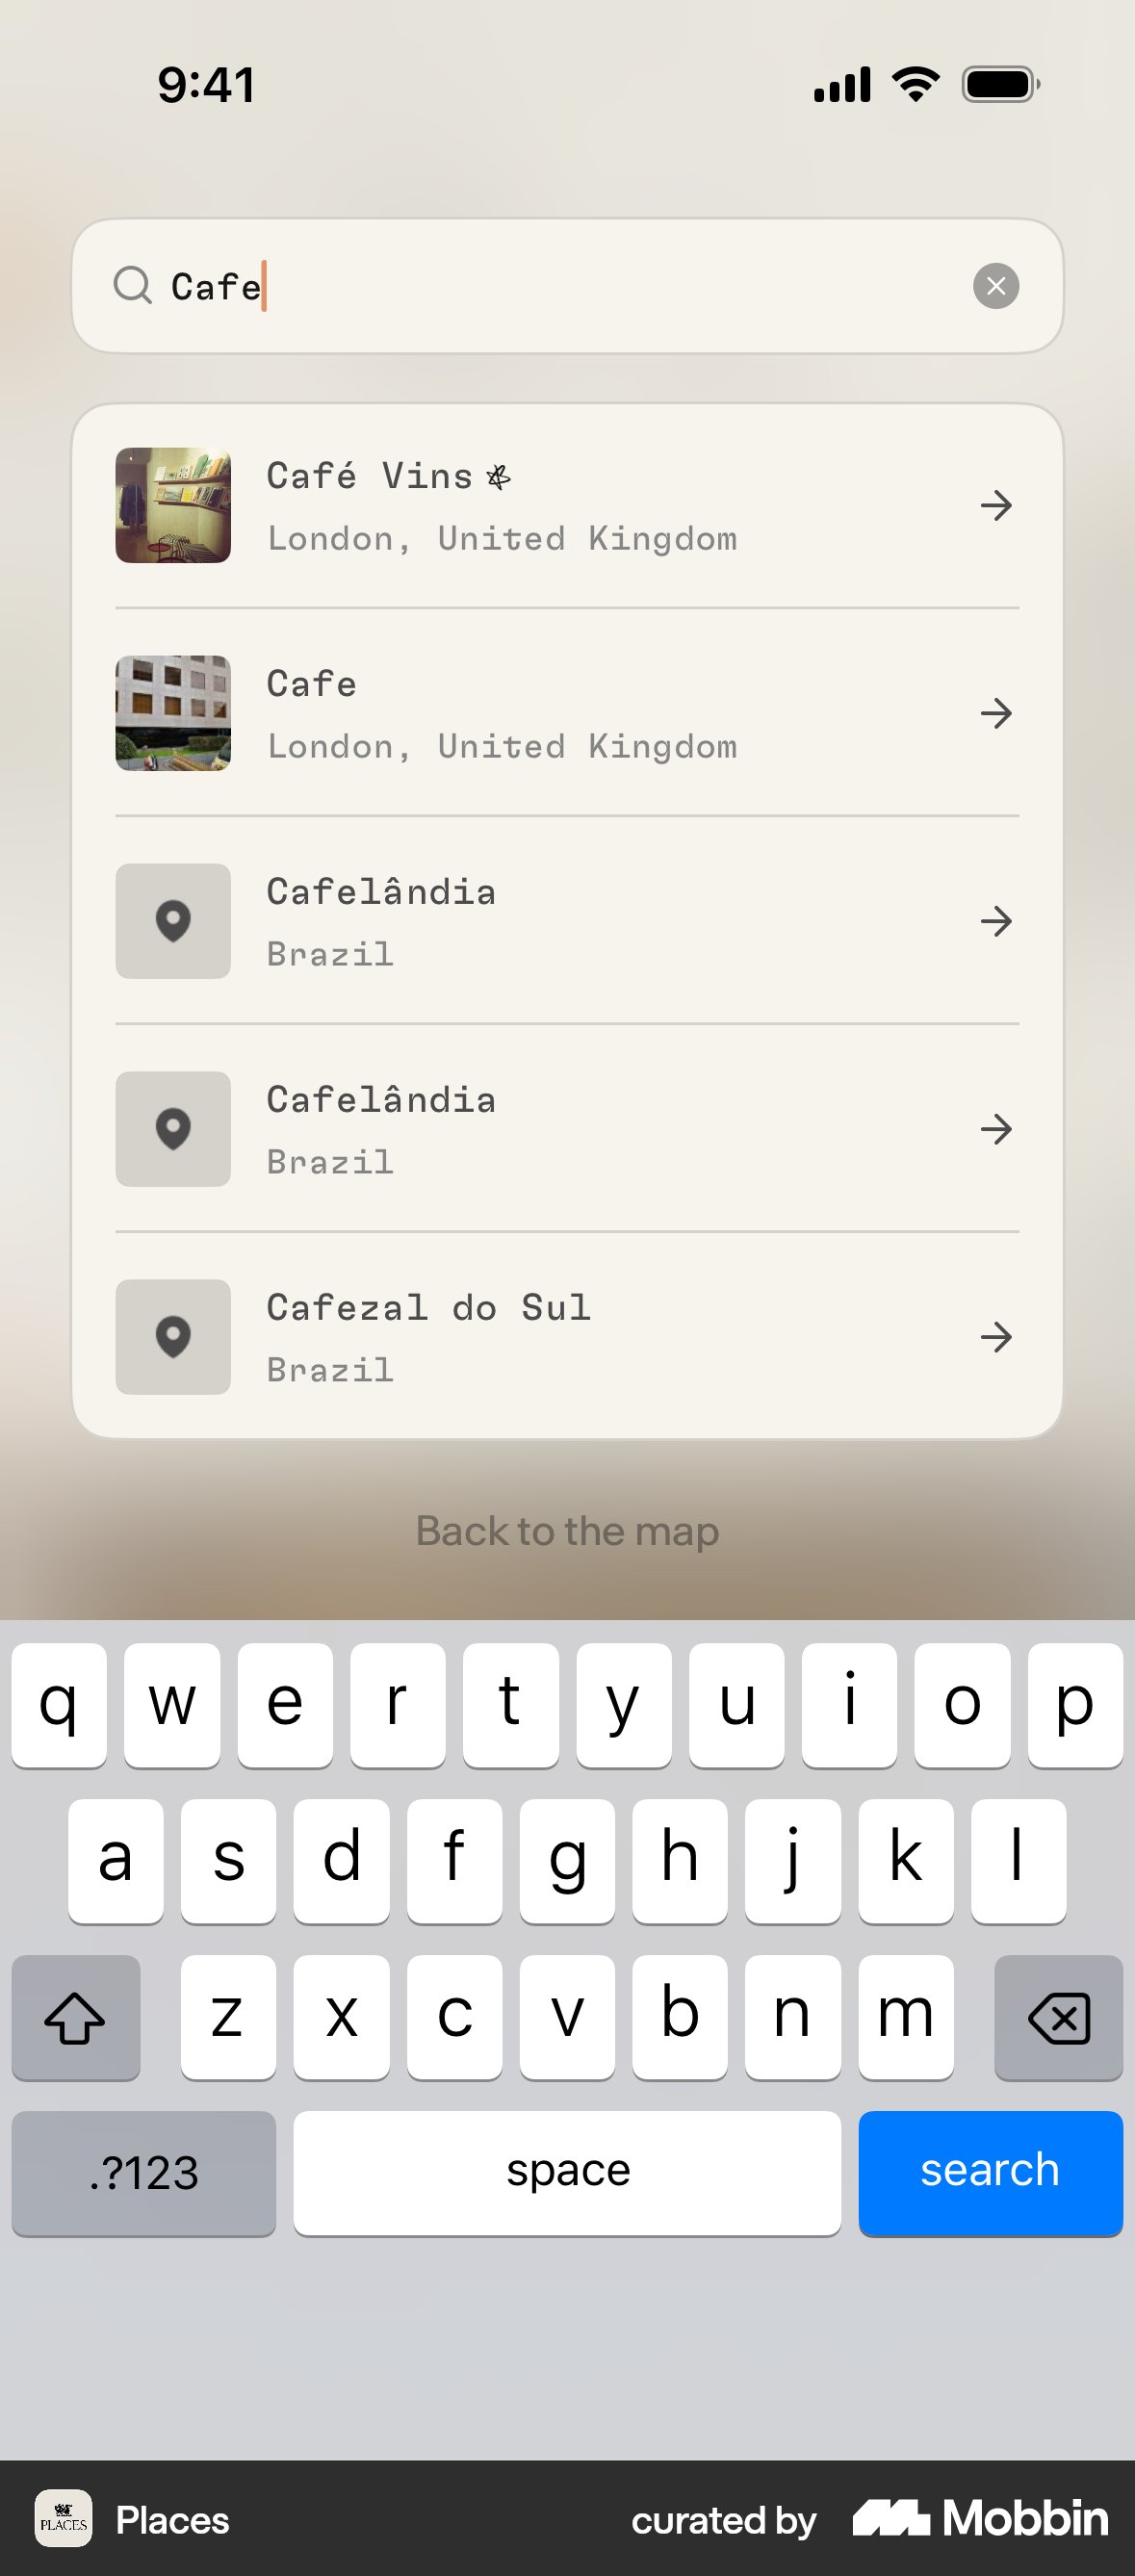 9:41
Cafe
Café Vins
London, United Kingdom
Cafe
London, United Kingdom
Cafelândia
Brazil
Cafelândia
Brazil
Cafezal do Sul
Brazil
Back to the map
q w e r t y u i o p
a s d f g h j k l
z x c v b n m
.?123 space search
PLACES Places curated by Mobbin